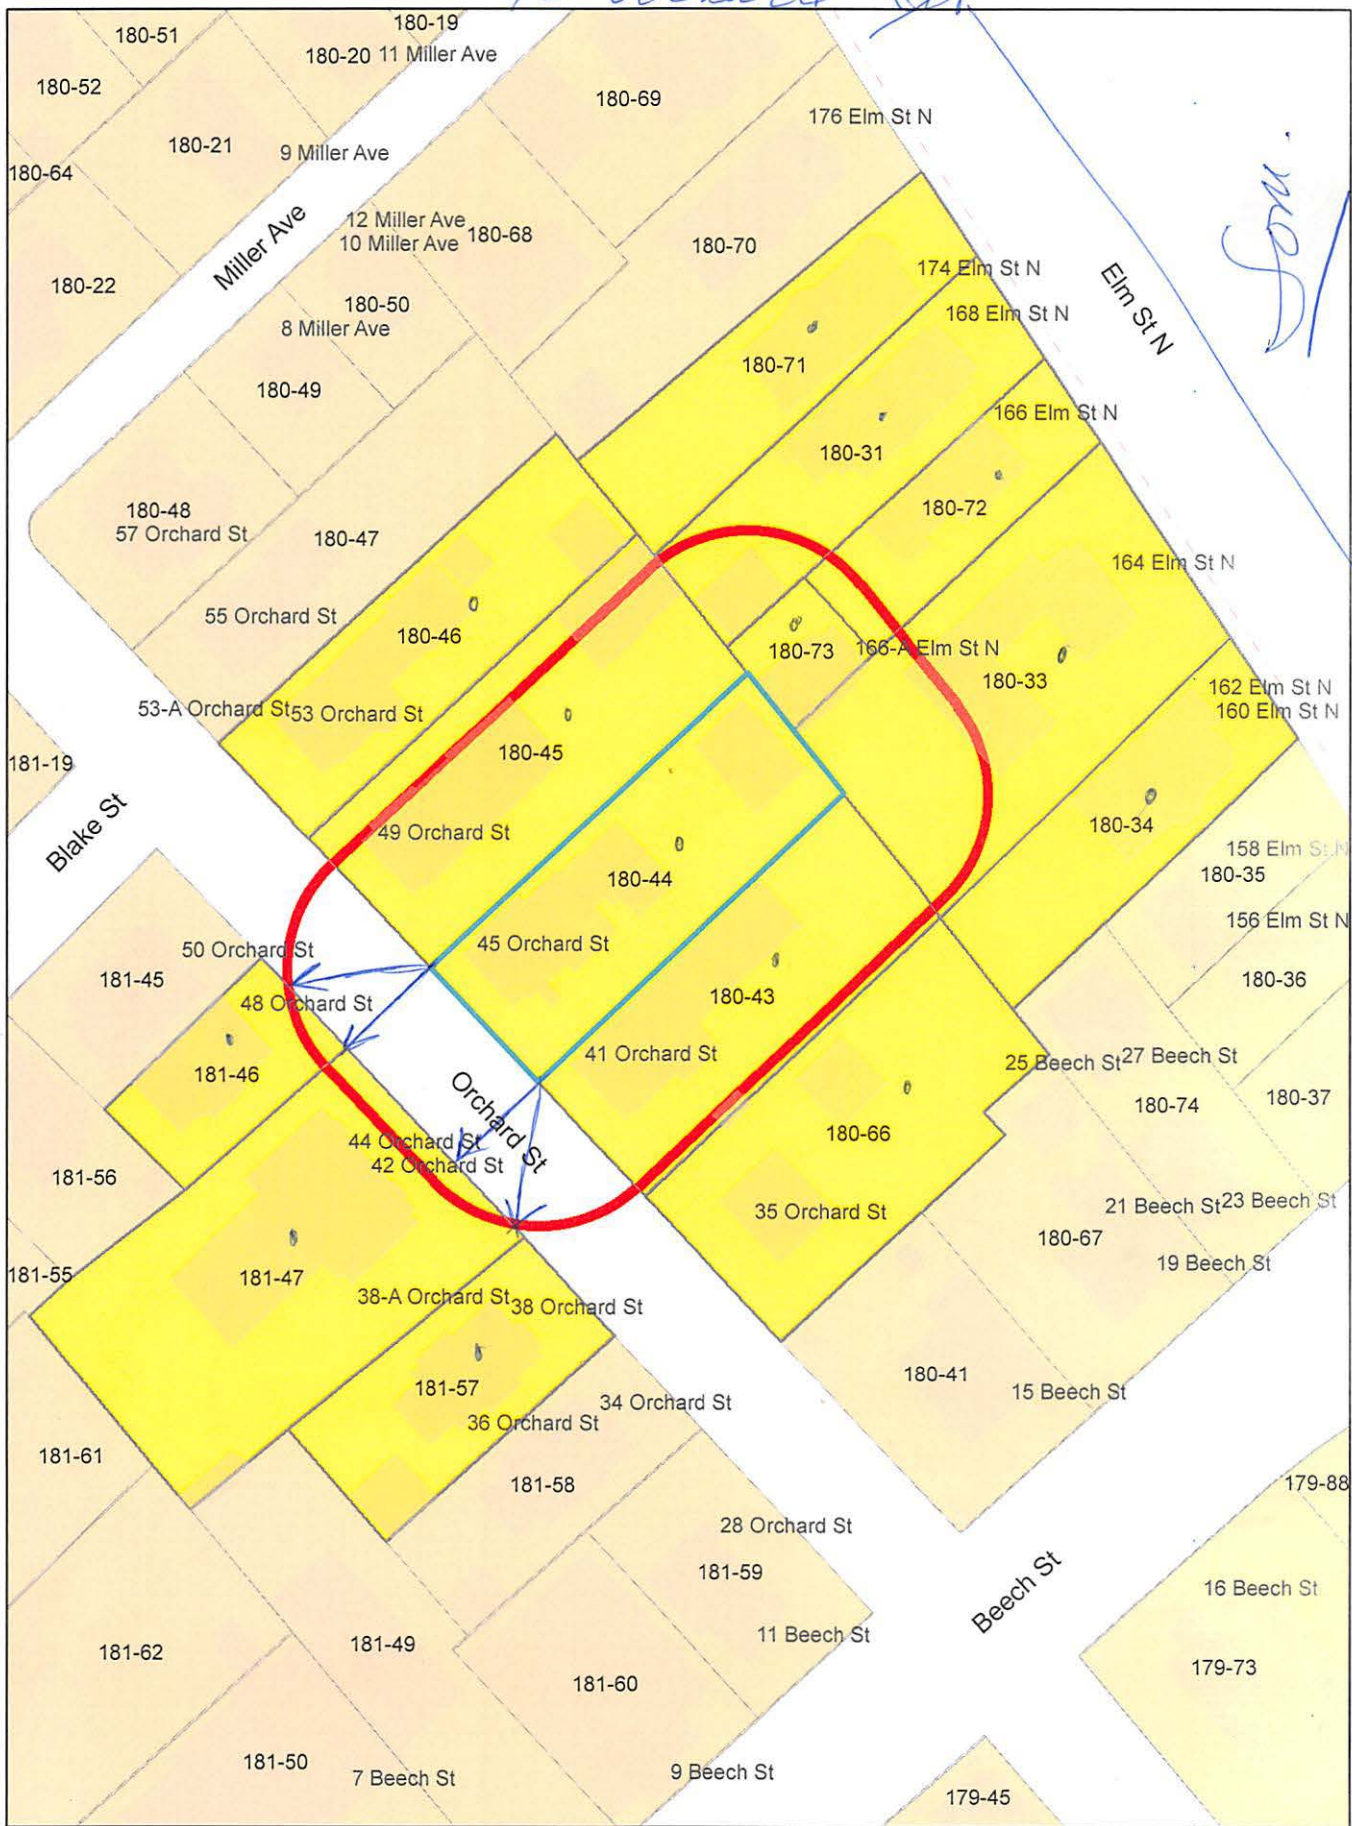 180-51
180-19
180-20 11 Miller Ave
180-52
180-69
176 Elm St N
180-21
9 Miller Ave
180-64
Miller Ave
12 Miller Ave
10 Miller Ave
180-68
180-70
174 Elm St N
Elm St N
180-22
180-50
8 Miller Ave
168 Elm St N
180-71
180-49
166 Elm St N
180-31
180-48
57 Orchard St
180-47
180-72
164 Elm St N
55 Orchard St
180-46
180-73
166-A Elm St N
180-33
162 Elm St N
160 Elm St N
53-A Orchard St
53 Orchard St
181-19
180-45
Blake St
49 Orchard St
180-34
158 Elm St N
180-35
180-44
156 Elm St N
50 Orchard St
45 Orchard St
181-45
180-36
48 Orchard St
180-43
41 Orchard St
25 Beech St
27 Beech St
181-46
Orchard St
180-74
180-37
44 Orchard St
42 Orchard St
180-66
181-56
35 Orchard St
21 Beech St
23 Beech St
180-67
19 Beech St
181-55
181-47
38-A Orchard St
38 Orchard St
180-41
181-57
15 Beech St
34 Orchard St
36 Orchard St
181-61
181-58
179-88
28 Orchard St
181-59
Beech St
16 Beech St
11 Beech St
181-62
181-49
179-73
181-60
181-50
7 Beech St
9 Beech St
179-45